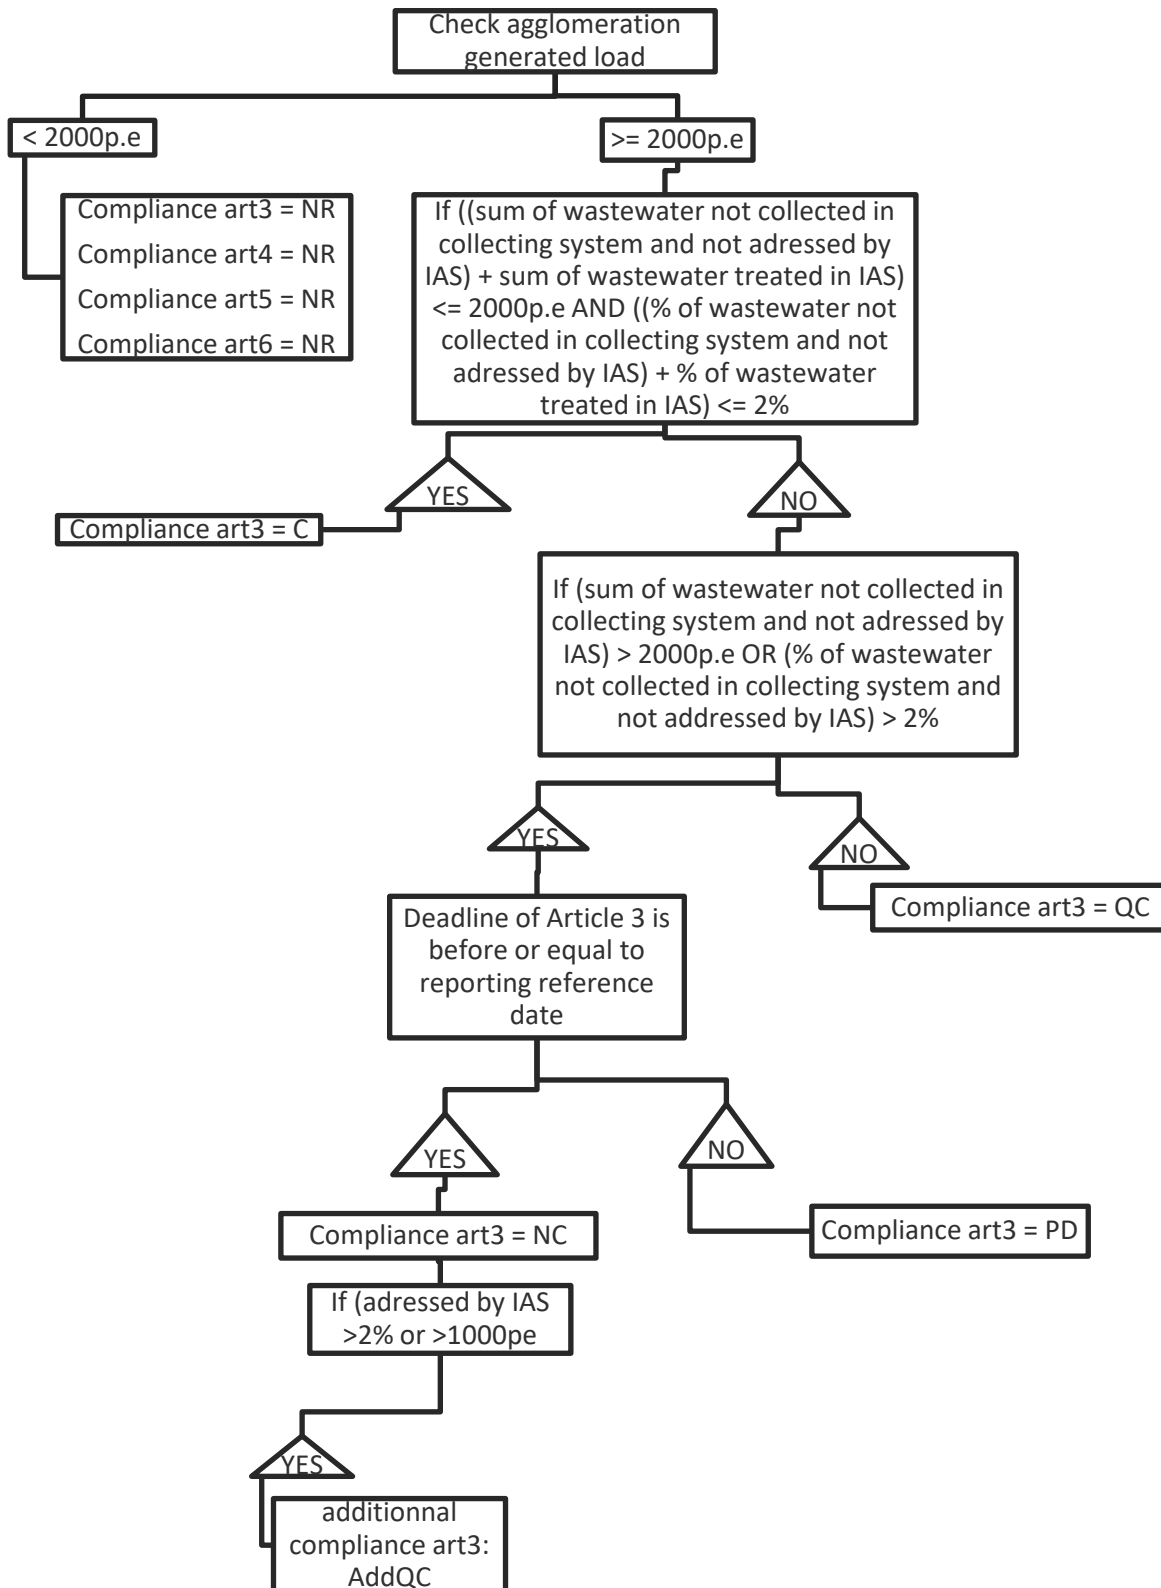 Check agglomeration
generated load
< 2000p.e
>= 2000p.e
Compliance art3 = NR
Compliance art4 = NR
Compliance art5 = NR
Compliance art6 = NR
If ((sum of wastewater not collected in
collecting system and not adressed by
IAS) + sum of wastewater treated in IAS)
<= 2000p.e AND ((% of wastewater not
collected in collecting system and not
adressed by IAS) + % of wastewater
treated in IAS) <= 2%
YES
NO
Compliance art3 = C
If (sum of wastewater not collected in
collecting system and not adressed by
IAS) > 2000p.e OR (% of wastewater
not collected in collecting system and
not addressed by IAS) > 2%
YES
NO
Compliance art3 = QC
Deadline of Article 3 is
before or equal to
reporting reference
date
YES
NO
Compliance art3 = NC
Compliance art3 = PD
If (adressed by IAS
>2% or >1000pe
YES
additionnal
compliance art3:
AddQC